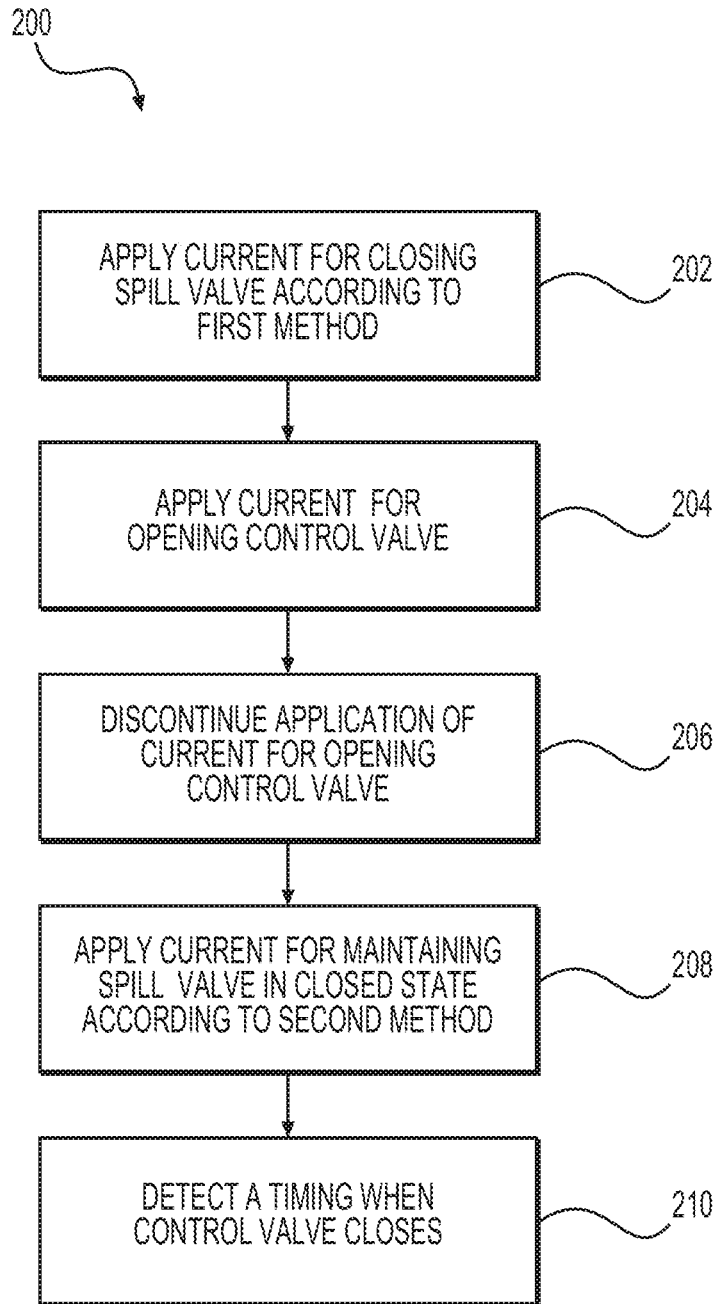 200
APPLY CURRENT FOR CLOSING
SPILL VALVE ACCORDING TO
FIRST METHOD
202
APPLY CURRENT FOR
OPENING CONTROL VALVE
204
DISCONTINUE APPLICATION OF
CURRENT FOR OPENING
CONTROL VALVE
206
APPLY CURRENT FOR MAINTAINING
SPILL VALVE IN CLOSED STATE
ACCORDING TO SECOND METHOD
208
DETECT A TIMING WHEN
CONTROL VALVE CLOSES
210